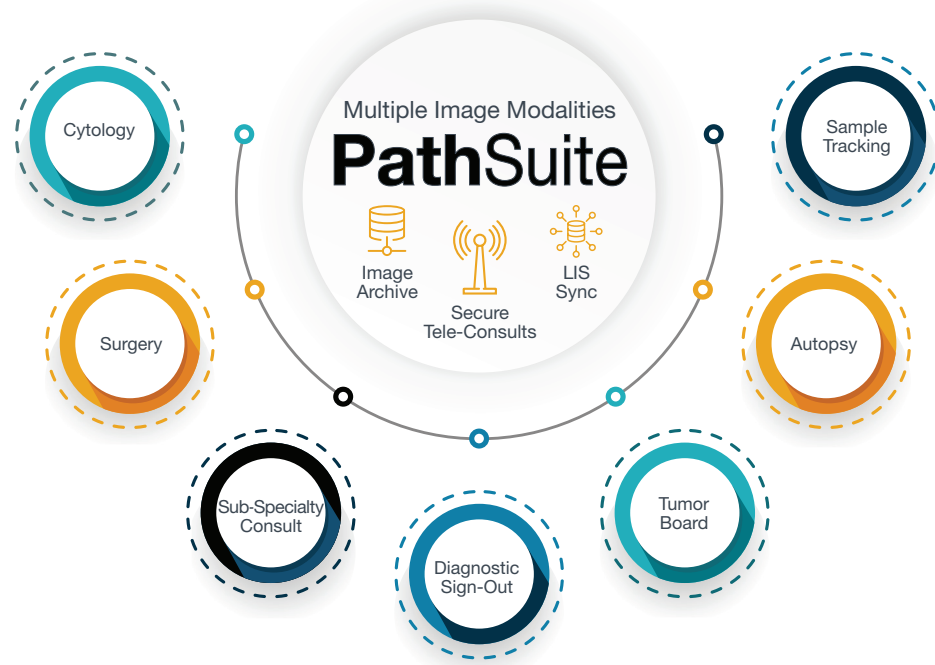 Multiple Image Modalities
PathSuite
Image
Archive
Secure
Tele-Consults
LIS
Sync
Cytology
Surgery
Sub-Specialty
Consult
Diagnostic
Sign-Out
Tumor
Board
Autopsy
Sample
Tracking